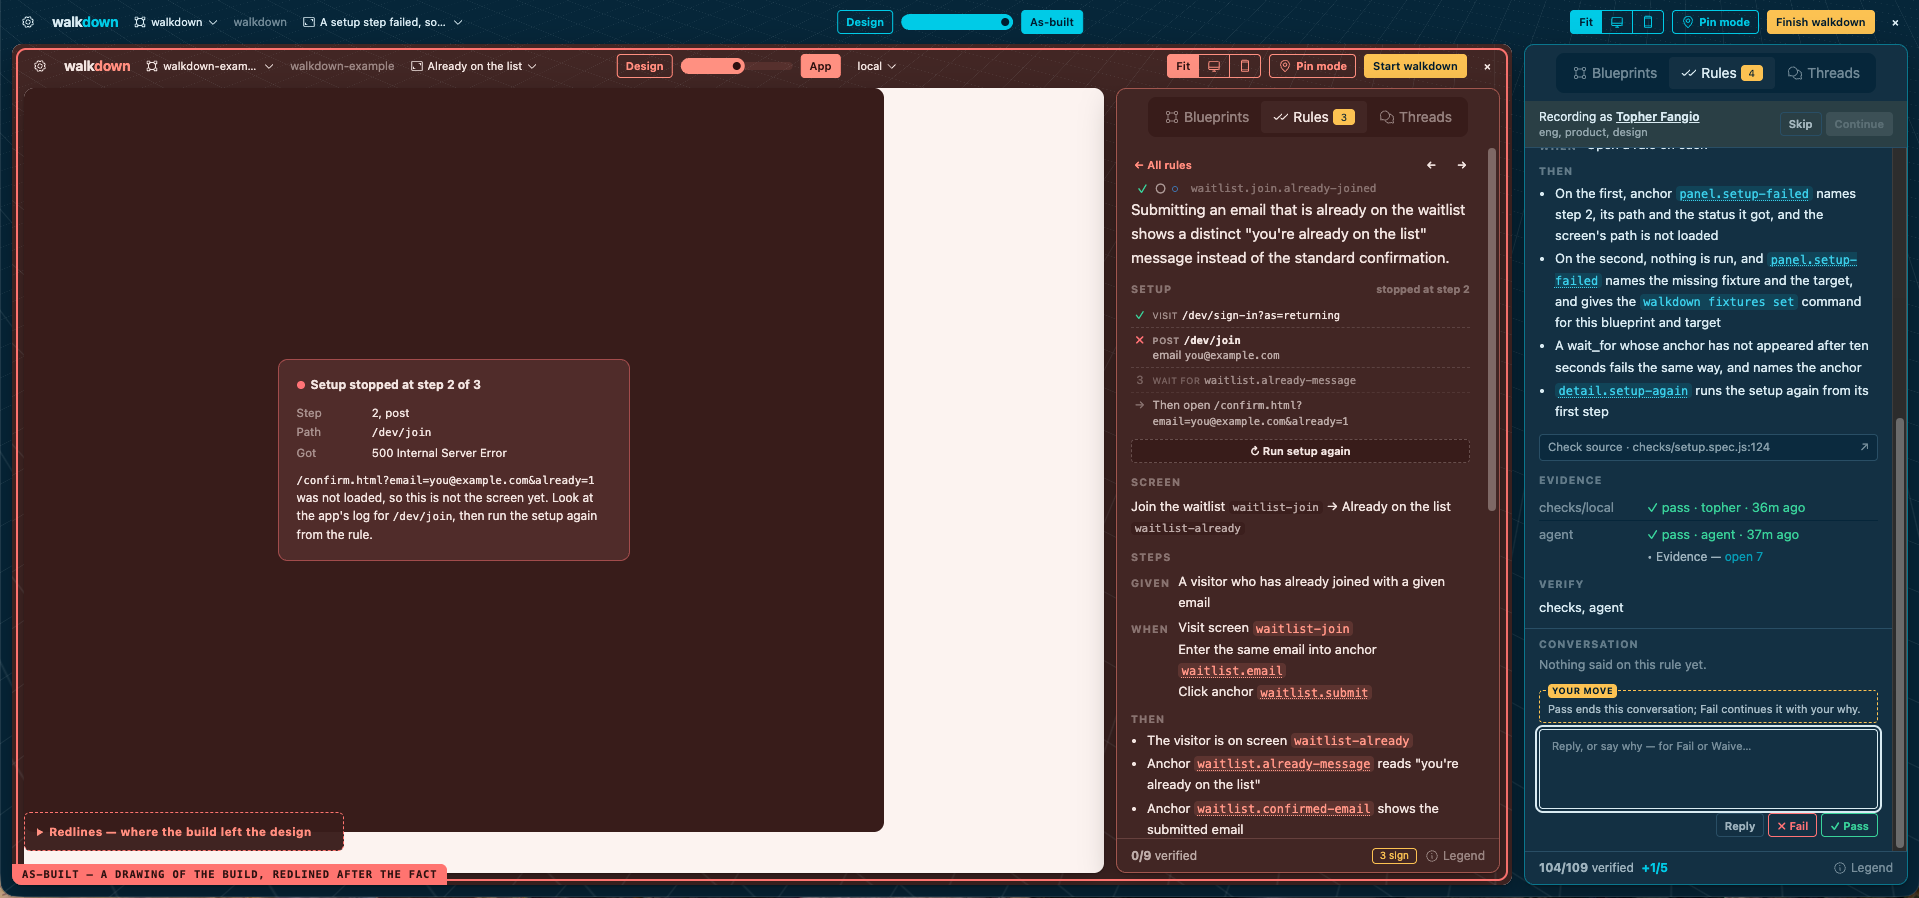 walkdown
walkdown
walkdown
A setup step failed, so...
Design
As-built
Fit
Pin mode
Finish walkdown
×
walkdown
walkdown-exam...
walkdown-example
Already on the list
Design
App
local
Fit
Pin mode
Start walkdown
×
Setup stopped at step 2 of 3
Step 2, post
Path /dev/join
Got 500 Internal Server Error
/confirm.html?email=you@example.com&already=1
was not loaded, so this is not the screen yet. Look at
the app's log for /dev/join, then run the setup again
from the rule.
Redlines — where the build left the design
AS-BUILT — A DRAWING OF THE BUILD, REDLINED AFTER THE FACT
Blueprints
Rules 3
Threads
← All rules
← →
waitlist.join.already-joined
Submitting an email that is already on the waitlist
shows a distinct "you're already on the list"
message instead of the standard confirmation.
SETUP stopped at step 2
VISIT /dev/sign-in?as=returning
POST /dev/join
email you@example.com
3 WAIT FOR waitlist.already-message
→ Then open /confirm.html?
email=you@example.com&already=1
Run setup again
SCREEN
Join the waitlist waitlist-join → Already on the list
waitlist-already
STEPS
GIVEN A visitor who has already joined with a given
email
WHEN Visit screen waitlist-join
Enter the same email into anchor
waitlist.email
Click anchor waitlist.submit
THEN
• The visitor is on screen waitlist-already
• Anchor waitlist.already-message reads "you're
already on the list"
• Anchor waitlist.confirmed-email shows the
submitted email
0/9 verified
3 sign
Legend
Blueprints
Rules 4
Threads
Recording as Topher Fangio
eng, product, design
Skip
Continue
THEN
• On the first, anchor panel.setup-failed names
step 2, its path and the status it got, and the
screen's path is not loaded
• On the second, nothing is run, and panel.setup-
failed names the missing fixture and the target,
and gives the walkdown fixtures set command
for this blueprint and target
• A wait_for whose anchor has not appeared after ten
seconds fails the same way, and names the anchor
• detail.setup-again runs the setup again from its
first step
Check source · checks/setup.spec.js:124 ↗
EVIDENCE
checks/local ✓ pass · topher · 36m ago
agent ✓ pass · agent · 37m ago
• Evidence — open 7
VERIFY
checks, agent
CONVERSATION
Nothing said on this rule yet.
YOUR MOVE
Pass ends this conversation; Fail continues it with your why.
Reply, or say why — for Fail or Waive...
Reply
✕ Fail
✓ Pass
104/109 verified +1/5
Legend